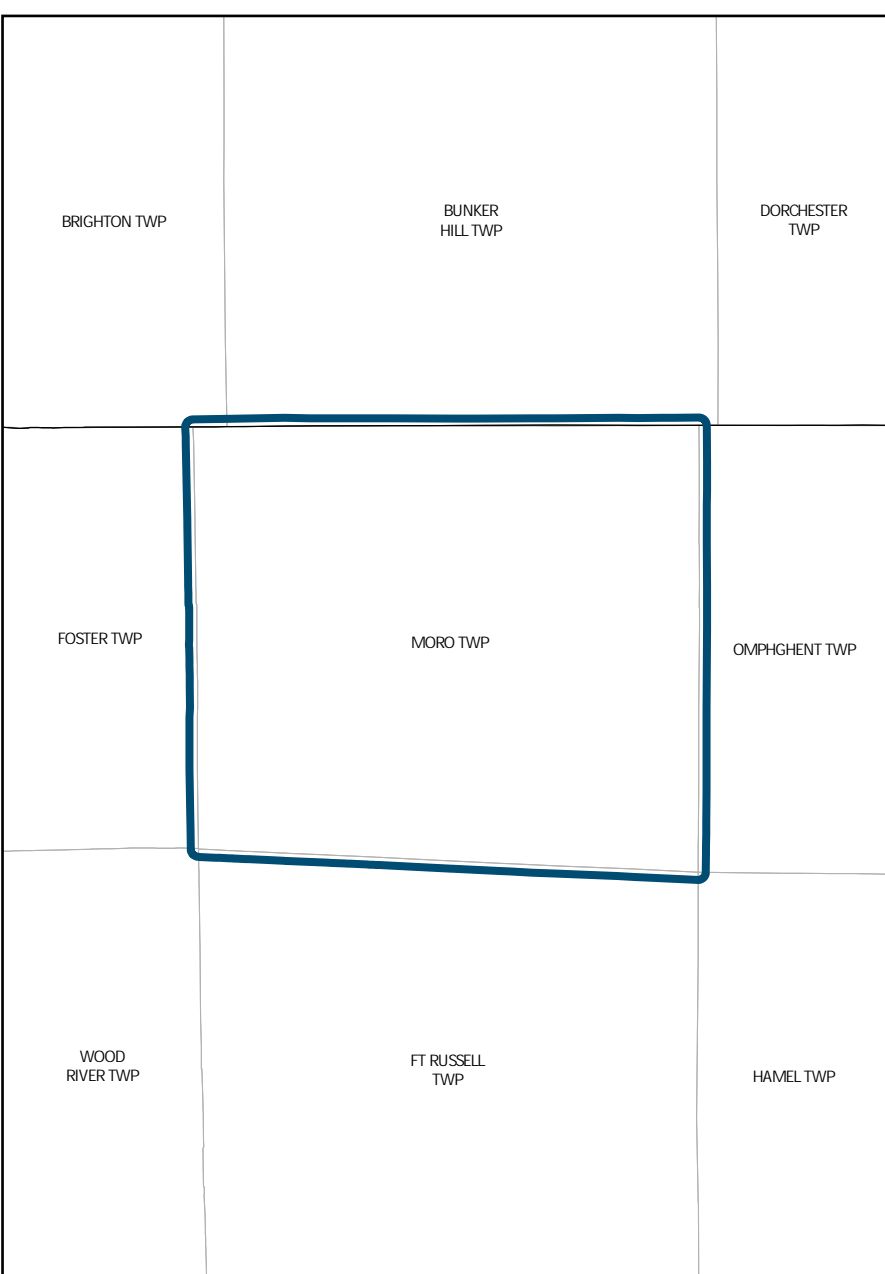 BRIGHTON TWP
BUNKER
HILL TWP
DORCHESTER
TWP
FOSTER TWP
MORO TWP
OMPHGHENT TWP
WOOD
RIVER TWP
FT RUSSELL
TWP
HAMEL TWP